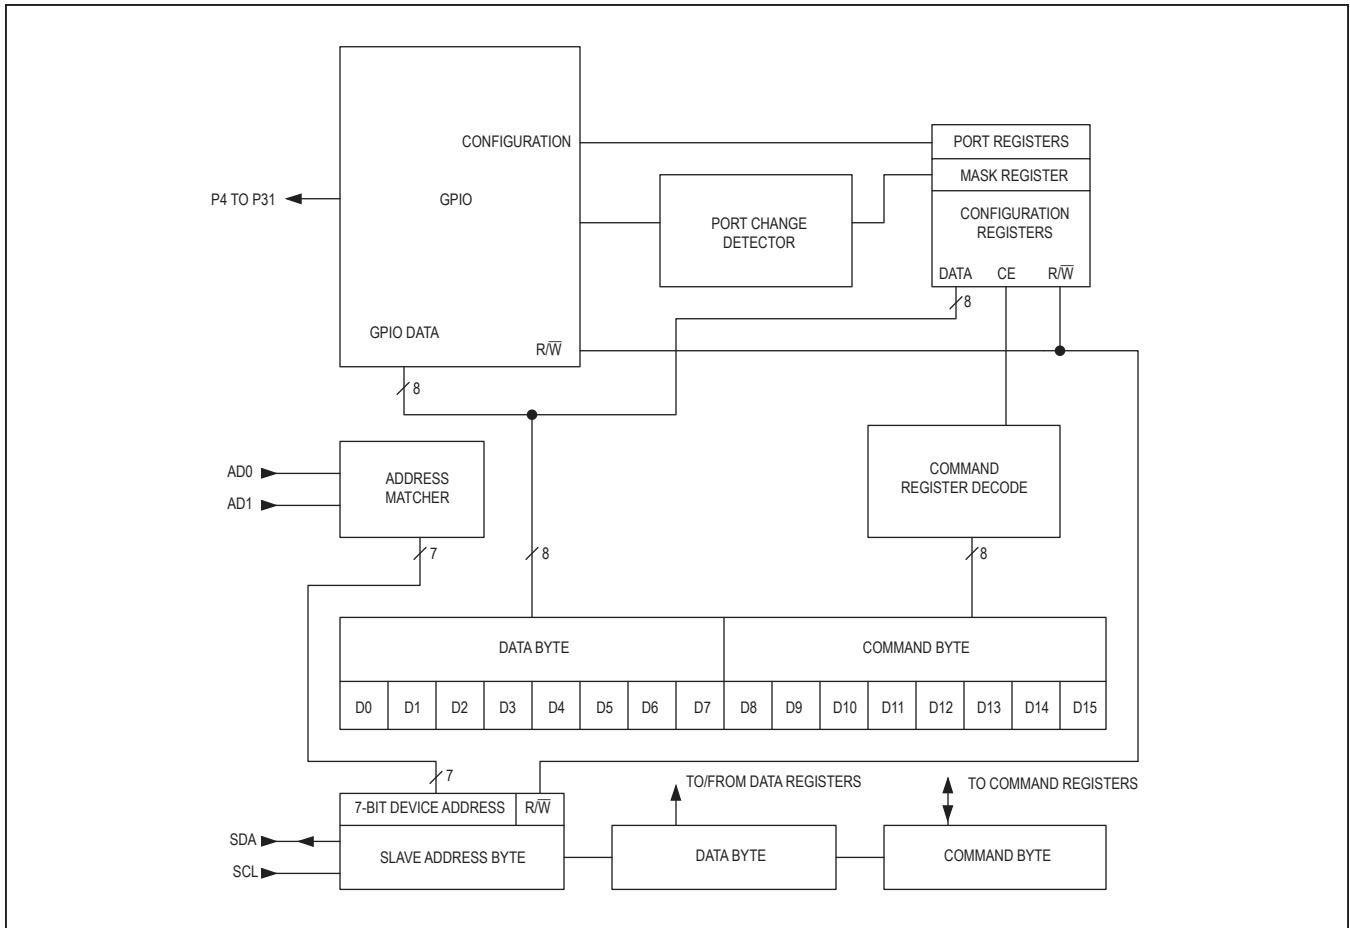 CONFIGURATION
PORT REGISTERS
MASK REGISTER
P4 TO P31
GPIO
PORT CHANGE
DETECTOR
CONFIGURATION
REGISTERS
DATA
CE
R/W̅
8
GPIO DATA
R/W̅
8
AD0
AD1
ADDRESS
MATCHER
COMMAND
REGISTER DECODE
7
8
8
DATA BYTE
COMMAND BYTE
D0
D1
D2
D3
D4
D5
D6
D7
D8
D9
D10
D11
D12
D13
D14
D15
7
TO/FROM DATA REGISTERS
TO COMMAND REGISTERS
7-BIT DEVICE ADDRESS
R/W̅
SDA
SCL
SLAVE ADDRESS BYTE
DATA BYTE
COMMAND BYTE